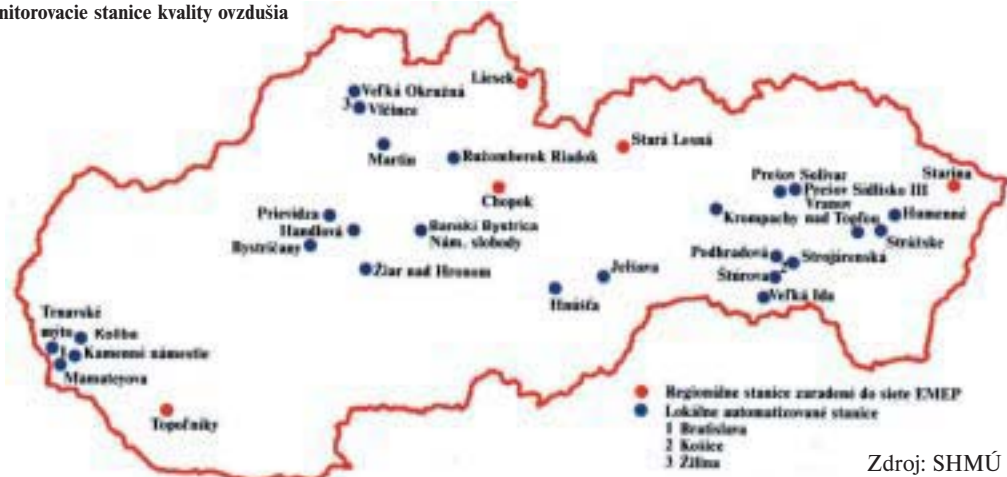 nitorovacie stanice kvality ovzdušia
Liesek
Veľká Okružná
3
Vlčince
Martin
Ružomberok Riadok
Stará Lesná
Chopok
Prešov Solivar
Prešov Sídlisko III
Starina
Vranov
Krompachy nad Topľou
Humenné
Strážske
Prievidza
Handlová
Bystričany
Banská Bystrica
Nám. slobody
Žiar nad Hronom
Podhradová
Strojárenská
2
Štúrova
Veľká Ida
Jelšava
Hnúšťa
Trnavské
mýto
Koliba
1
Kamenné námestie
Mamateyova
Topoľníky
Regionálne stanice zaradené do siete EMEP
Lokálne automatizované stanice
1 Bratislava
2 Košice
3 Žilina
Zdroj: SHMÚ